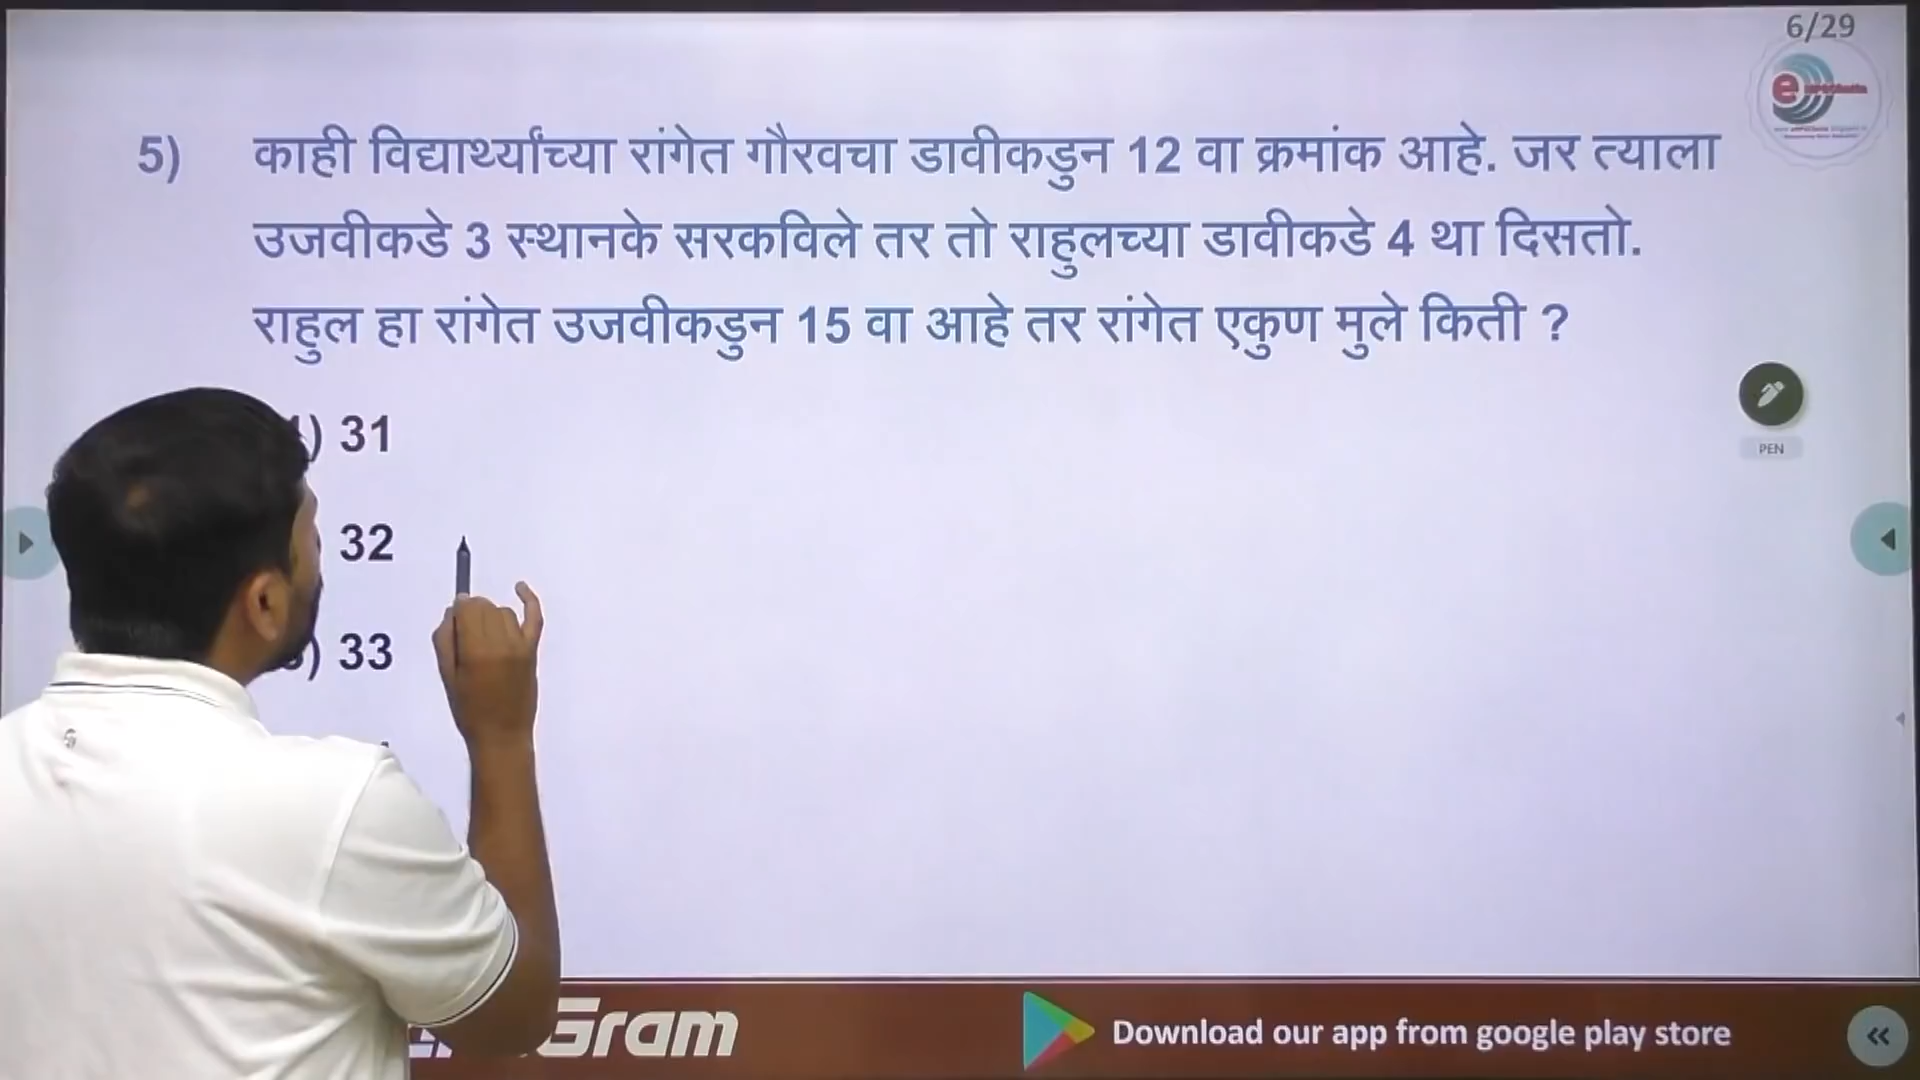 6/29
5) काही विद्यार्थ्यांच्या रांगेत गौरवचा डावीकडुन 12 वा क्रमांक आहे. जर त्याला
उजवीकडे 3 स्थानके सरकविले तर तो राहुलच्या डावीकडे 4 था दिसतो.
राहुल हा रांगेत उजवीकडुन 15 वा आहे तर रांगेत एकुण मुले किती ?
) 31
32
) 33
PEN
Gram
Download our app from google play store